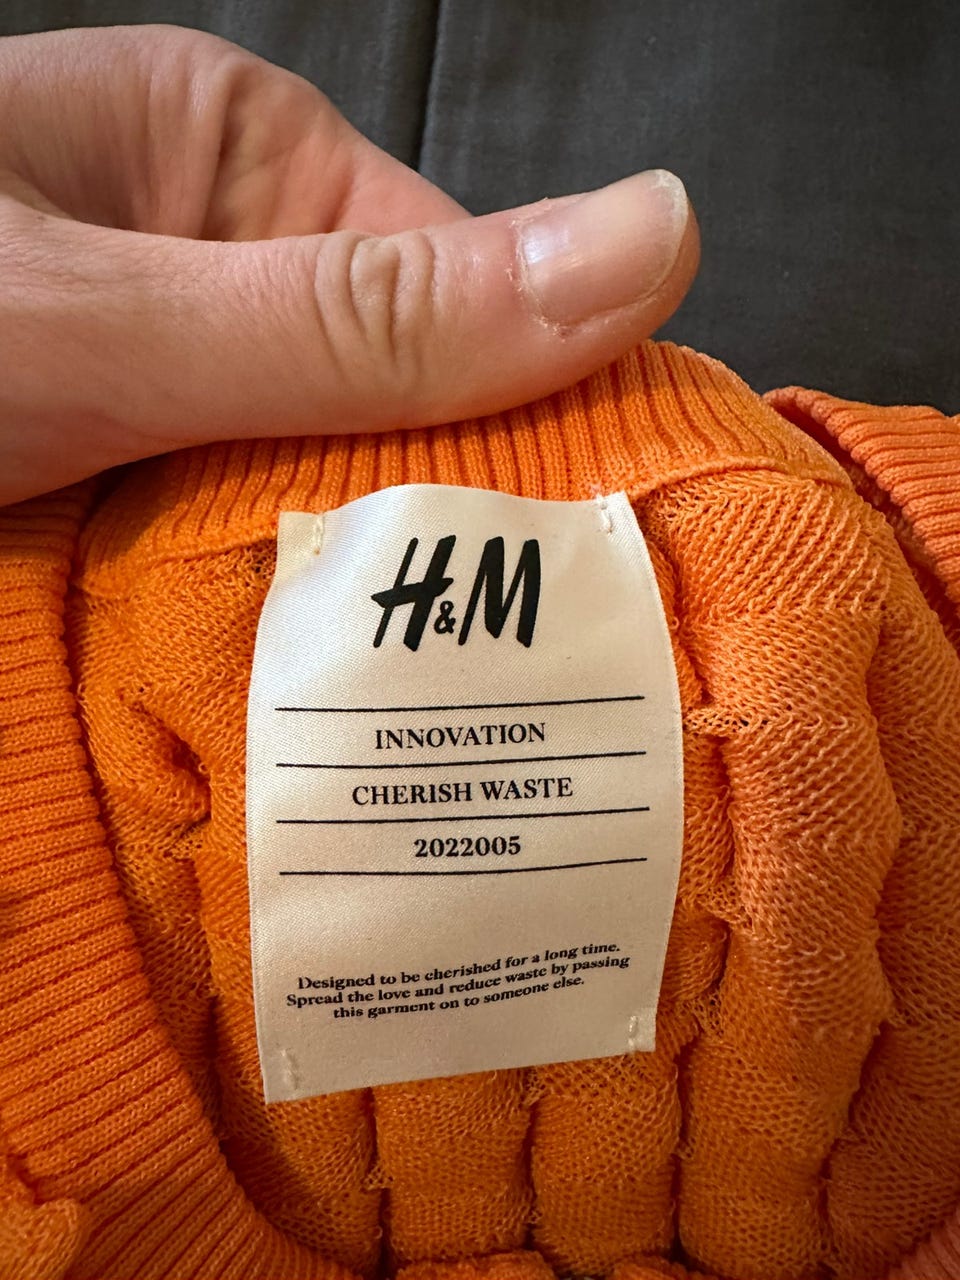 H&M
INNOVATION
CHERISH WASTE
2022005
Designed to be cherished for a long time.
Spread the love and reduce waste by passing
this garment on to someone else.